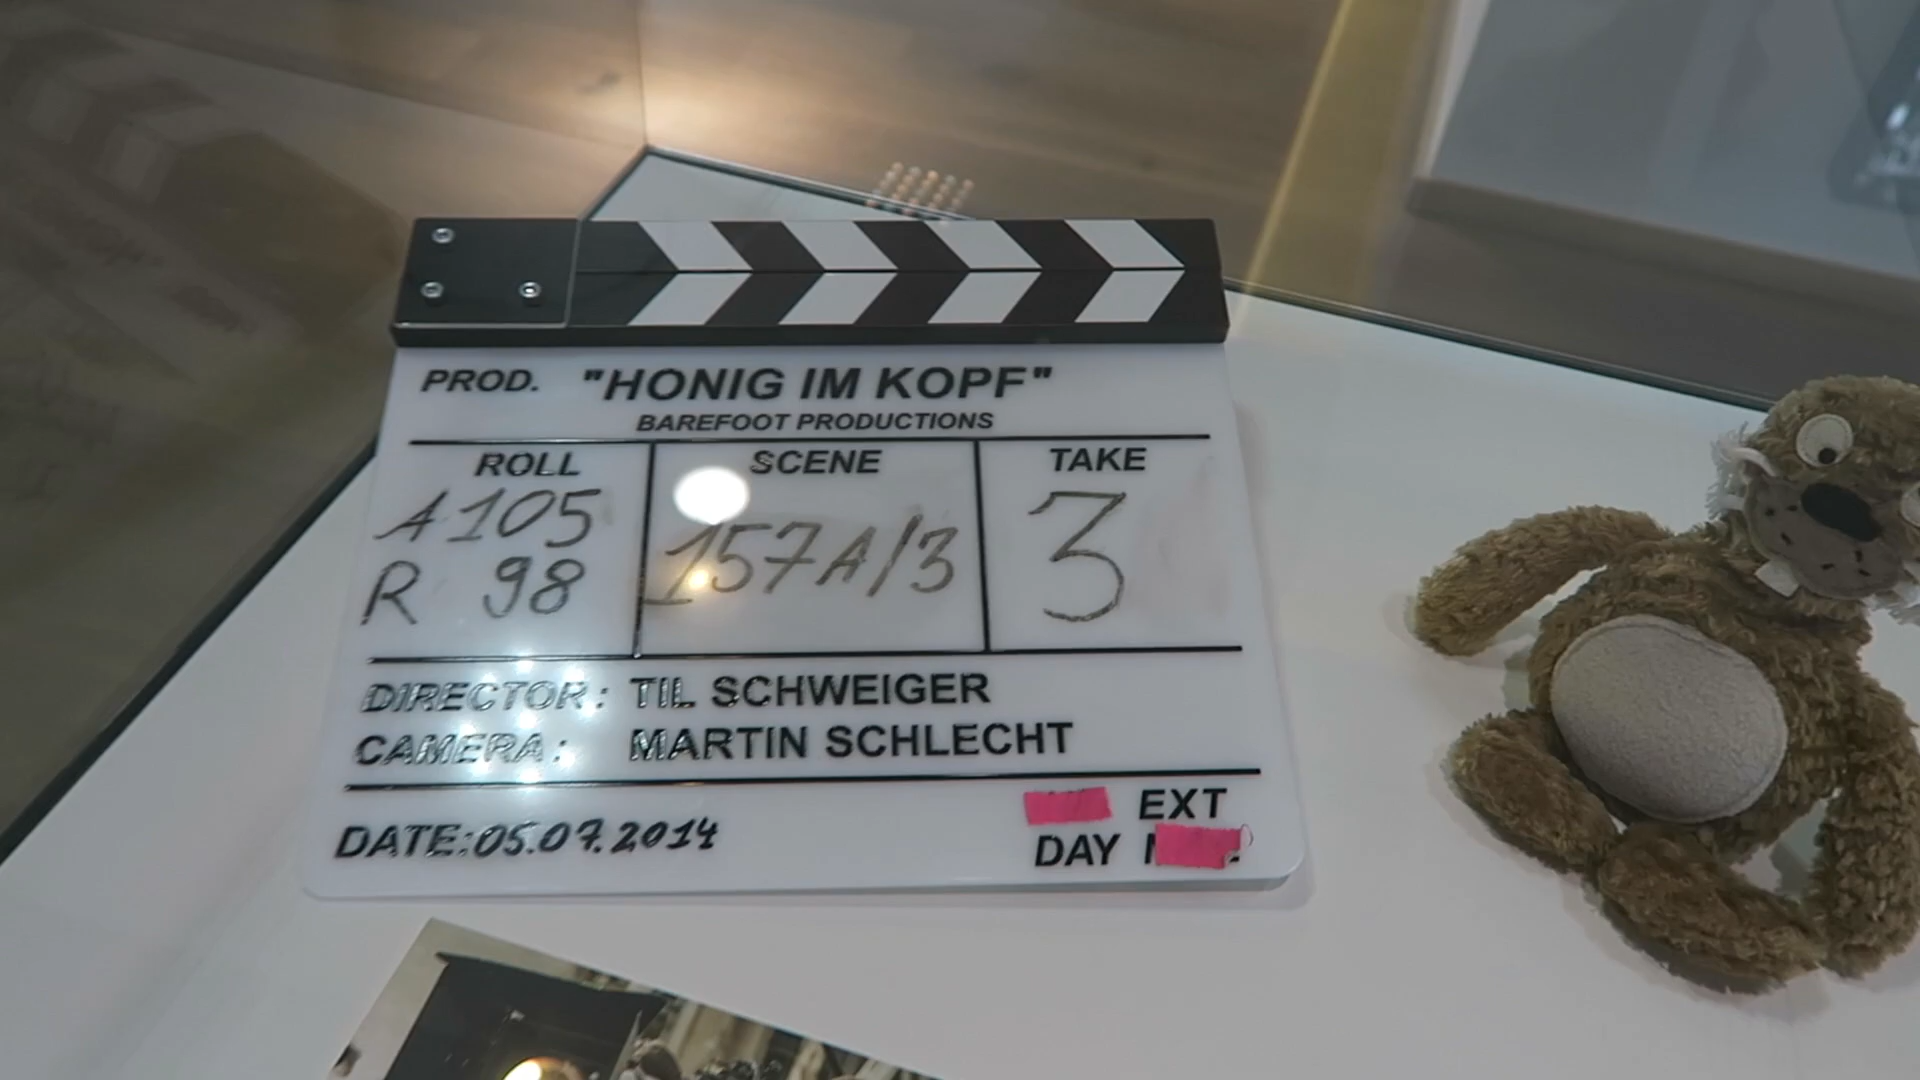 PROD. "HONIG IM KOPF"
BAREFOOT PRODUCTIONS
ROLL SCENE TAKE
A 105
R 98
157A/3
3
DIRECTOR: TIL SCHWEIGER
CAMERA: MARTIN SCHLECHT
EXT
DATE: 05.07.2014 DAY